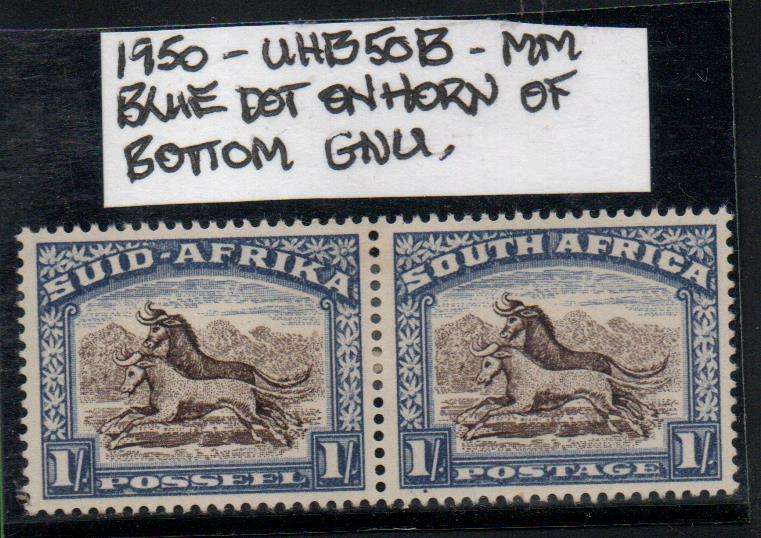 1950 - UHB50B - MM
BLUE DOT ON HORN OF
BOTTOM GNU,
SUID-AFRIKA
1/.
POSSEEL
1/.
SOUTH AFRICA
1/.
POSTAGE
1/.